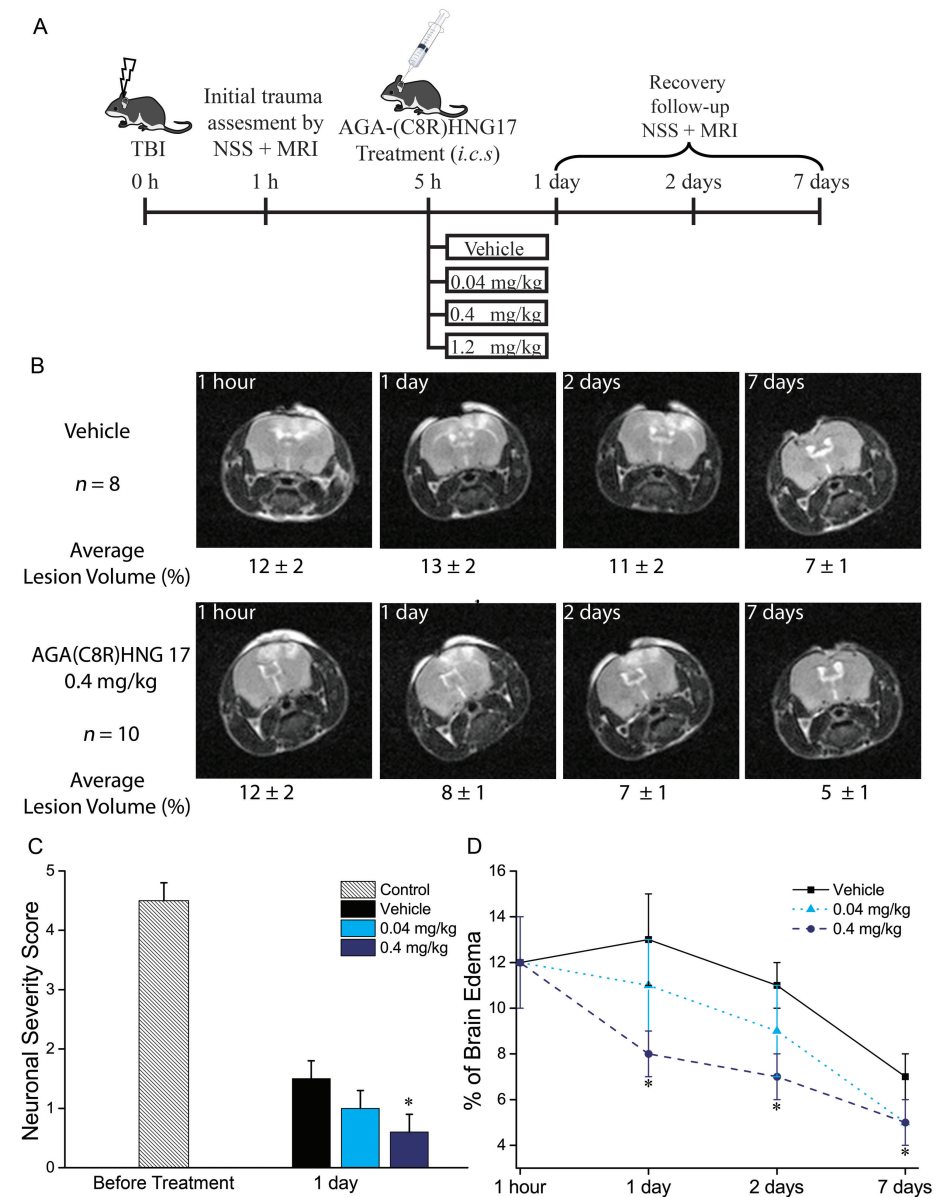 A
TBI
Initial trauma
assesment by
NSS + MRI
AGA-(C8R)HNG17
Treatment (i.c.s)
Recovery
follow-up
NSS + MRI
0 h
1 h
5 h
1 day
2 days
7 days
Vehicle
0.04 mg/kg
0.4 mg/kg
1.2 mg/kg
B
Vehicle
n = 8
1 hour
1 day
2 days
7 days
Average
Lesion Volume (%)
12 ± 2
13 ± 2
11 ± 2
7 ± 1
AGA(C8R)HNG 17
0.4 mg/kg
n = 10
1 hour
1 day
2 days
7 days
Average
Lesion Volume (%)
12 ± 2
8 ± 1
7 ± 1
5 ± 1
C
Neuronal Severity Score
5
4
3
2
1
0
Control
Vehicle
0.04 mg/kg
0.4 mg/kg
*
Before Treatment
1 day
D
% of Brain Edema
16
14
12
10
8
6
4
Vehicle
0.04 mg/kg
0.4 mg/kg
*
*
*
1 hour
1 day
2 days
7 days